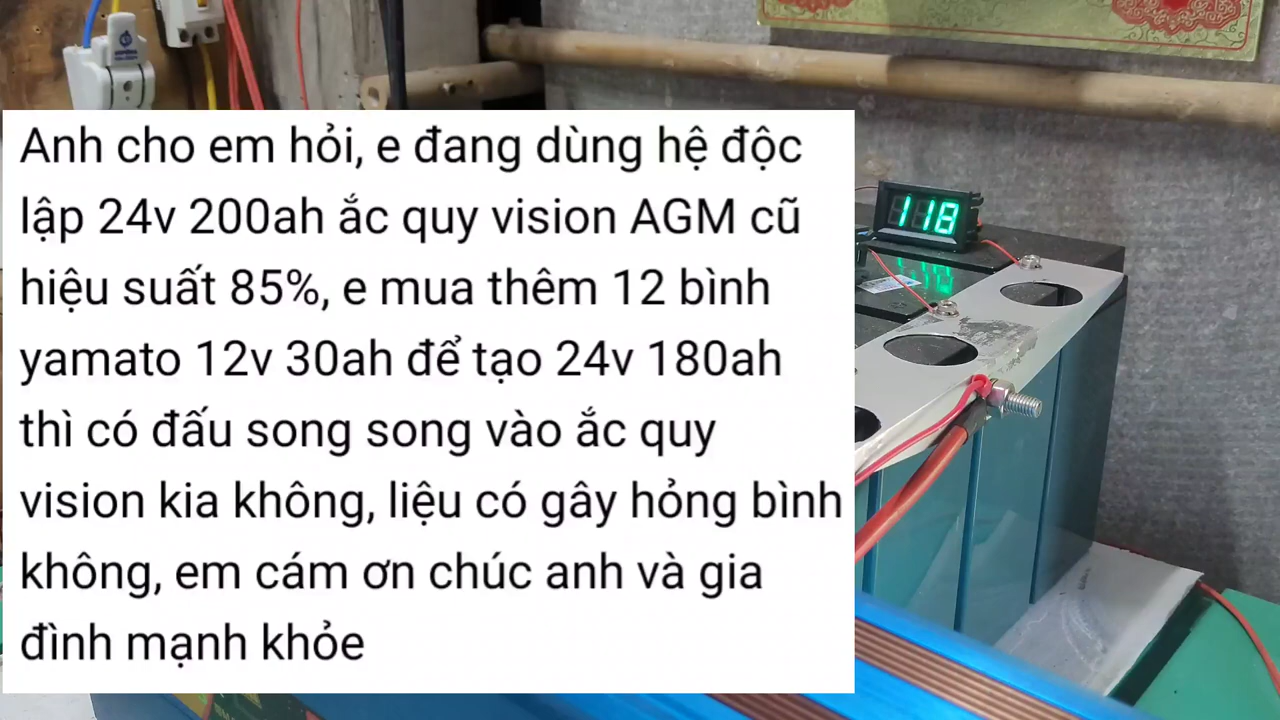 Anh cho em hỏi, e đang dùng hệ độc
lập 24v 200ah ắc quy vision AGM cũ
hiệu suất 85%, e mua thêm 12 bình
yamato 12v 30ah để tạo 24v 180ah
thì có đấu song song vào ắc quy
vision kia không, liệu có gây hỏng bình
không, em cám ơn chúc anh và gia
đình mạnh khỏe
118